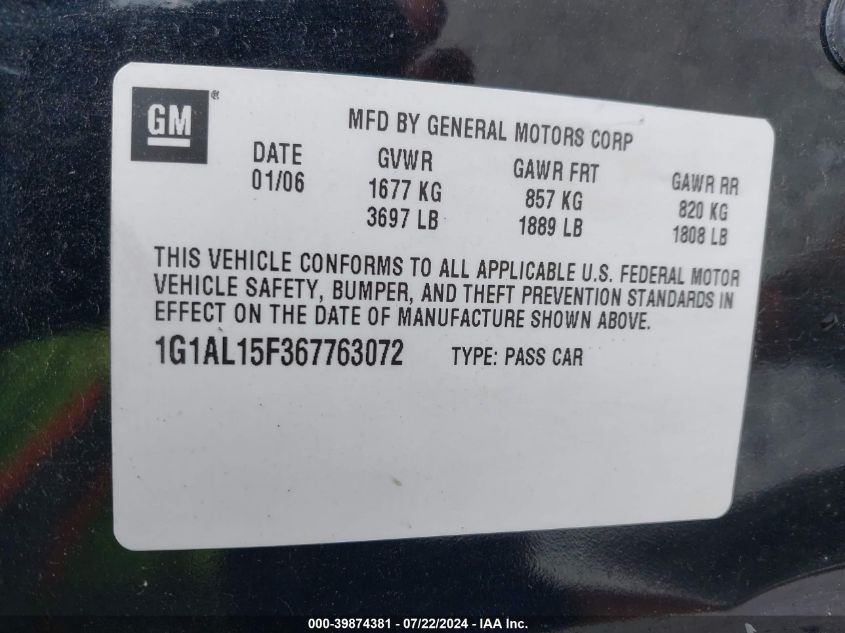 GM®
MFD BY GENERAL MOTORS CORP
DATE GVWR GAWR FRT GAWR RR
01/06 1677 KG 857 KG 820 KG
3697 LB 1889 LB 1808 LB
THIS VEHICLE CONFORMS TO ALL APPLICABLE U.S. FEDERAL MOTOR
VEHICLE SAFETY, BUMPER, AND THEFT PREVENTION STANDARDS IN
EFFECT ON THE DATE OF MANUFACTURE SHOWN ABOVE.
1G1AL15F367763072 TYPE: PASS CAR
000-39874381 / 07/22/2024 - IAA Inc.